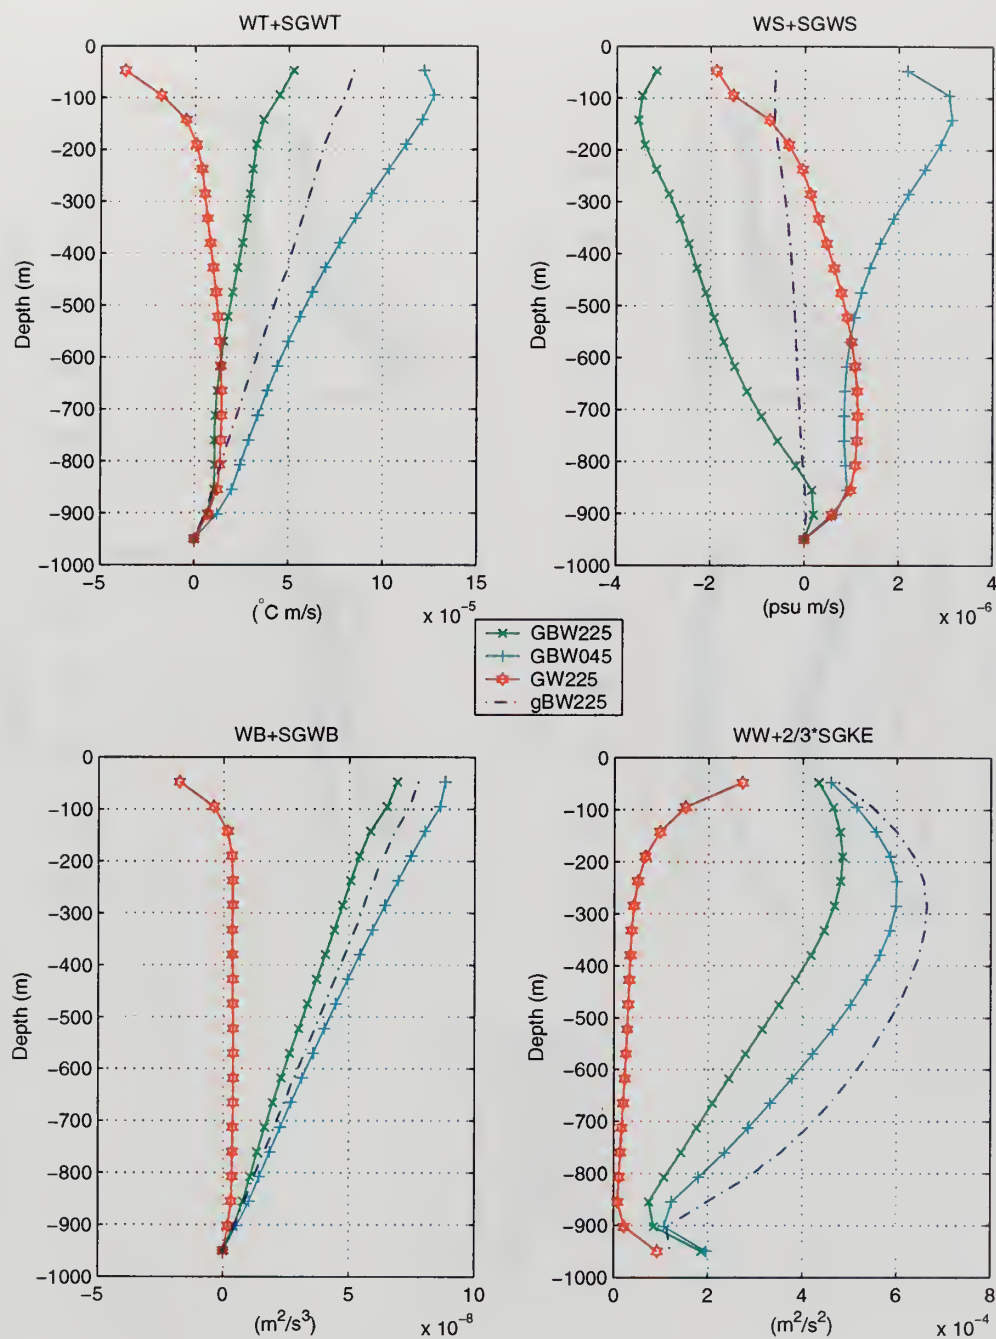 WT+SGWT
0
−100
−200
−300
−400
−500
−600
−700
−800
−900
−1000
Depth (m)
−5 0 5 10 15
(°C m/s)
x 10⁻⁵
WS+SGWS
0
−100
−200
−300
−400
−500
−600
−700
−800
−900
−1000
Depth (m)
−4 −2 0 2 4
(psu m/s)
x 10⁻⁶
GBW225
GBW045
GW225
gBW225
WB+SGWB
0
−100
−200
−300
−400
−500
−600
−700
−800
−900
−1000
Depth (m)
−5 0 5 10
(m²/s³)
x 10⁻⁸
WW+2/3*SGKE
0
−100
−200
−300
−400
−500
−600
−700
−800
−900
−1000
Depth (m)
0 2 4 6 8
(m²/s²)
x 10⁻⁴